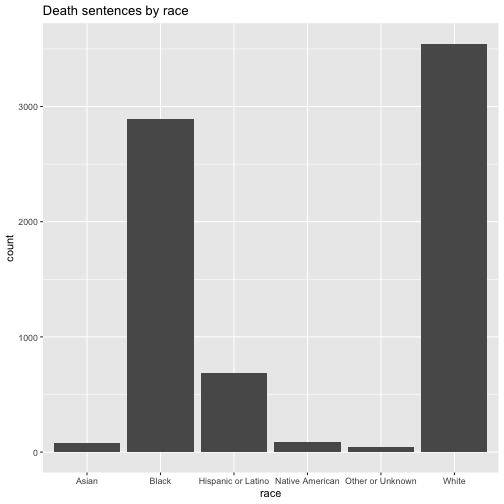 Death sentences by race
count
3000
2000
1000
0
Asian Black Hispanic or Latino Native American Other or Unknown White
race